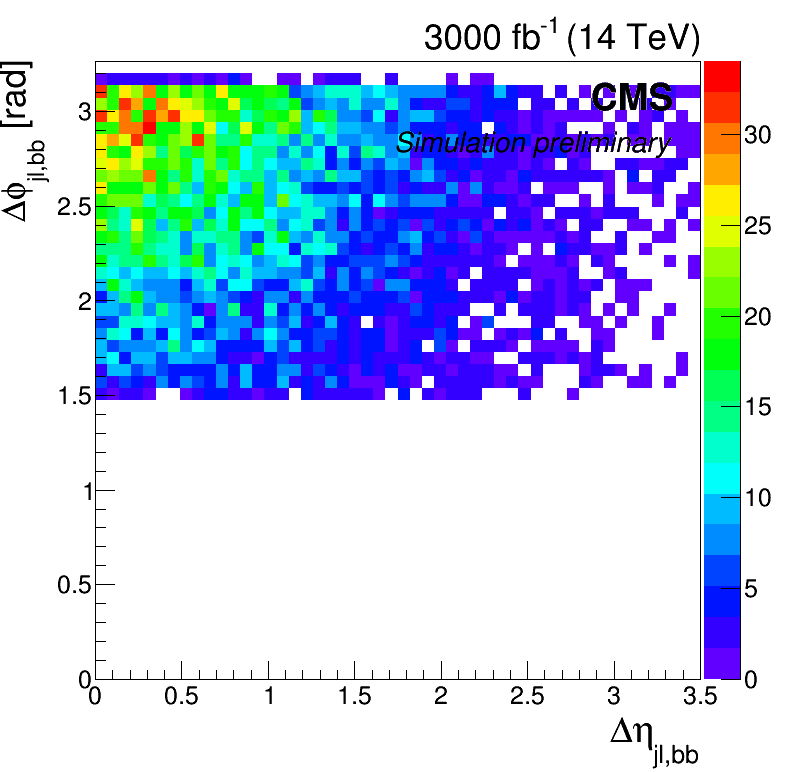 3000 fb⁻¹ (14 TeV)
CMS
Simulation preliminary
Δϕjl,bb [rad]
3
2.5
2
1.5
1
0.5
0
0 0.5 1 1.5 2 2.5 3 3.5
Δηjl,bb
30
25
20
15
10
5
0